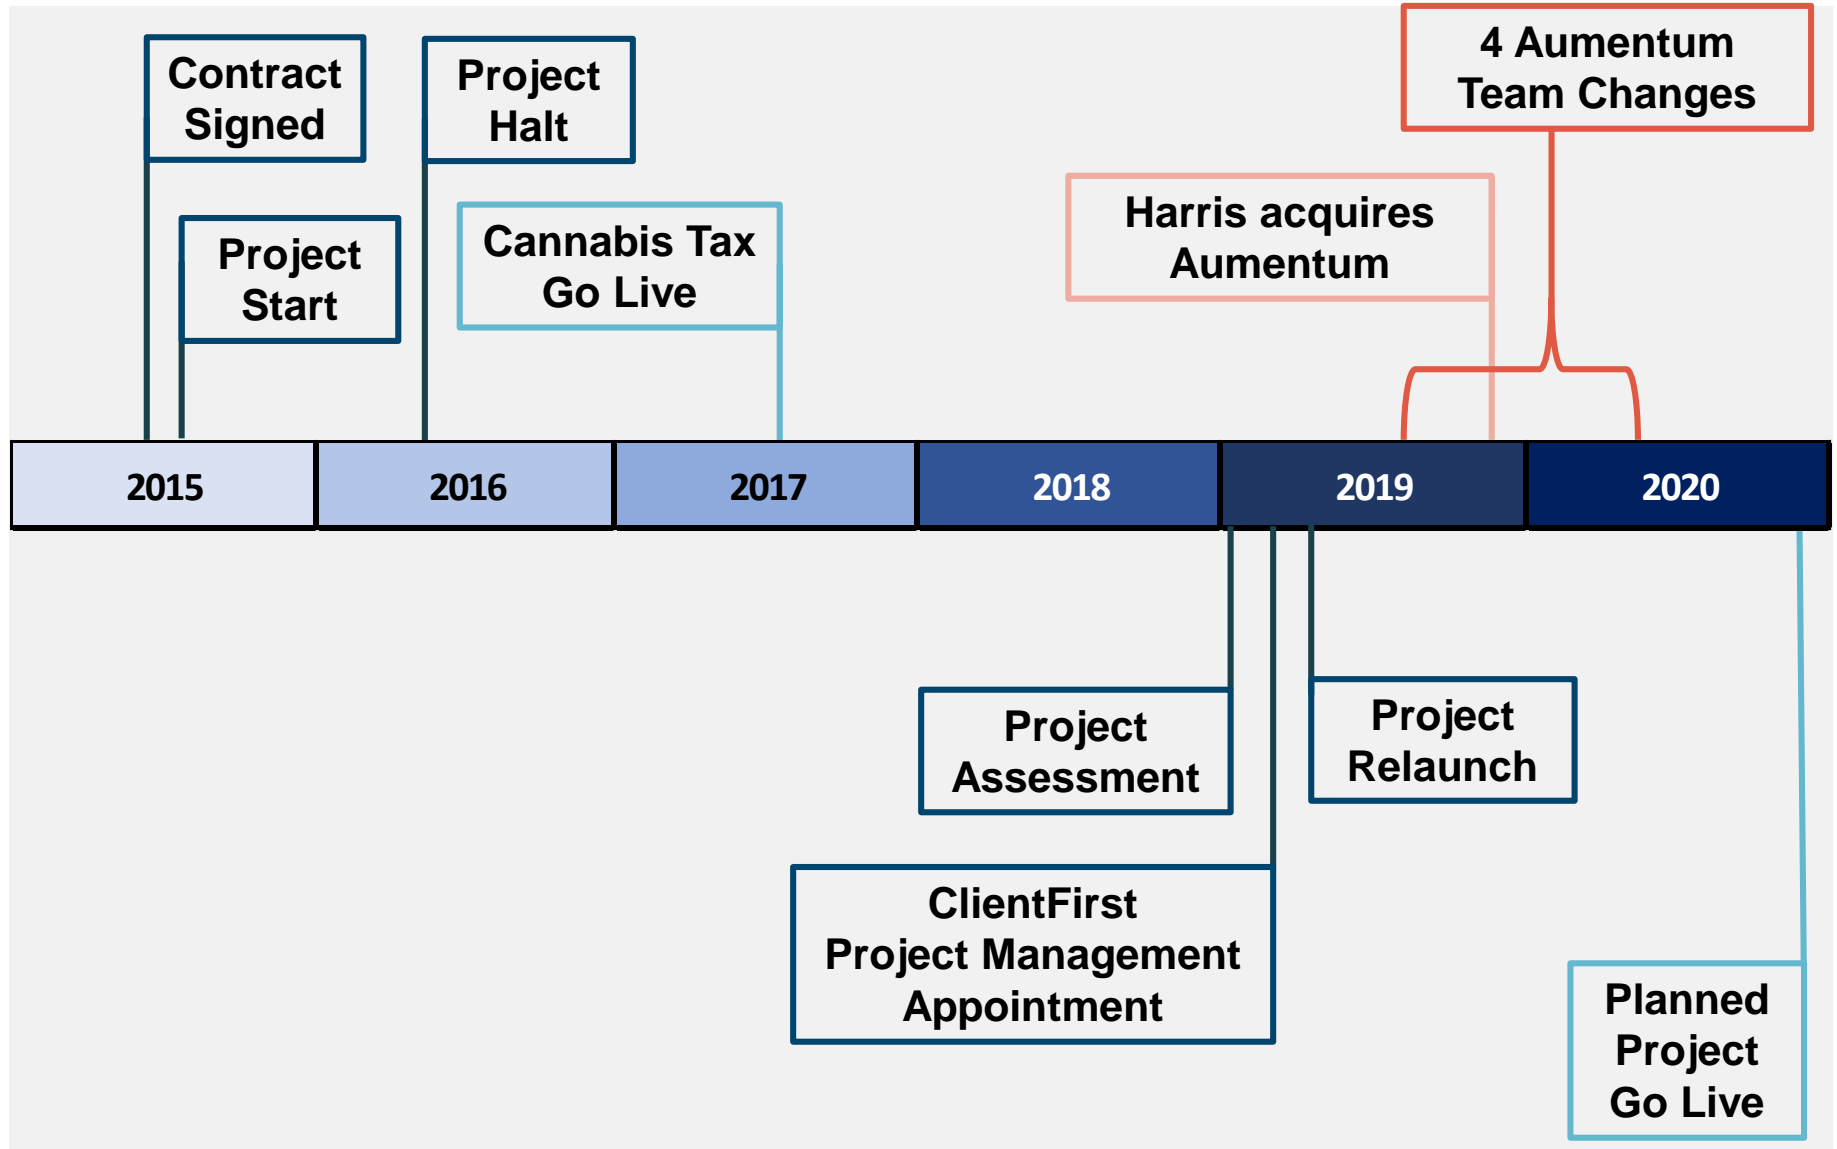 Contract
Signed
Project
Halt
4 Aumentum
Team Changes
Project
Start
Cannabis Tax
Go Live
Harris acquires
Aumentum
2015
2016
2017
2018
2019
2020
Project
Assessment
Project
Relaunch
ClientFirst
Project Management
Appointment
Planned
Project
Go Live